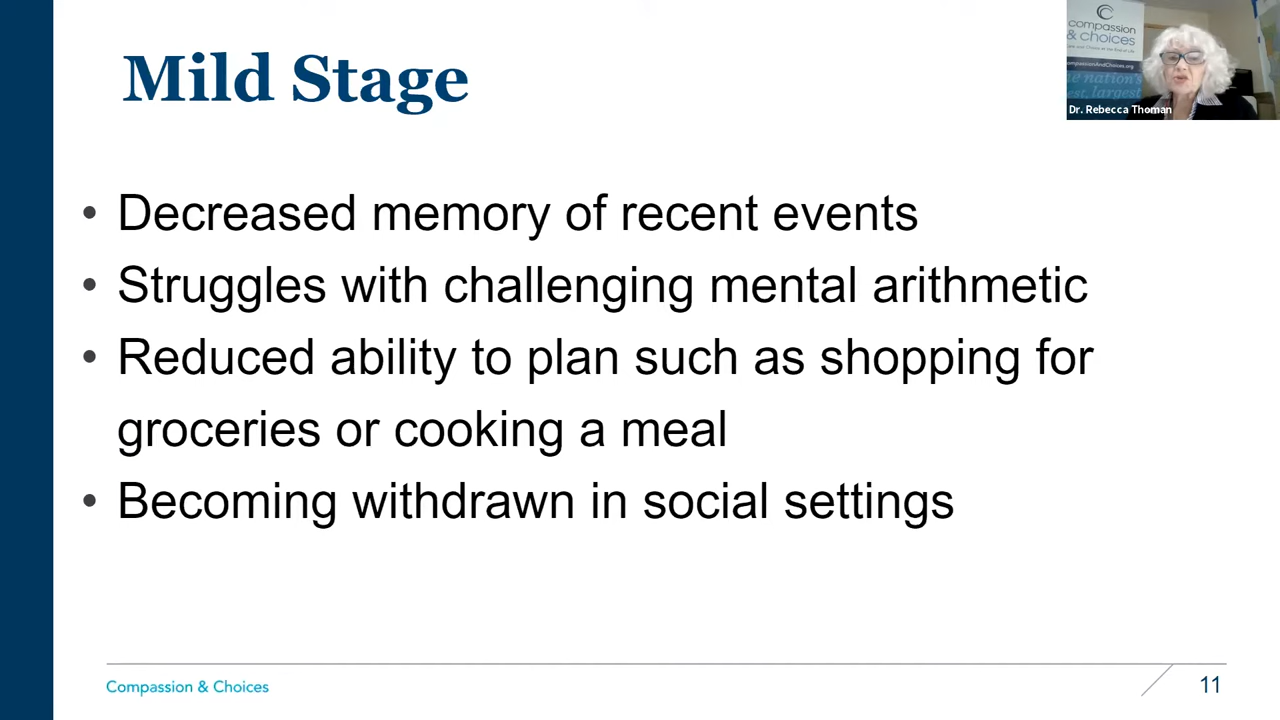 Mild Stage
compassion
& choices
Dr. Rebecca Thoman
• Decreased memory of recent events
• Struggles with challenging mental arithmetic
• Reduced ability to plan such as shopping for
groceries or cooking a meal
• Becoming withdrawn in social settings
Compassion & Choices
11